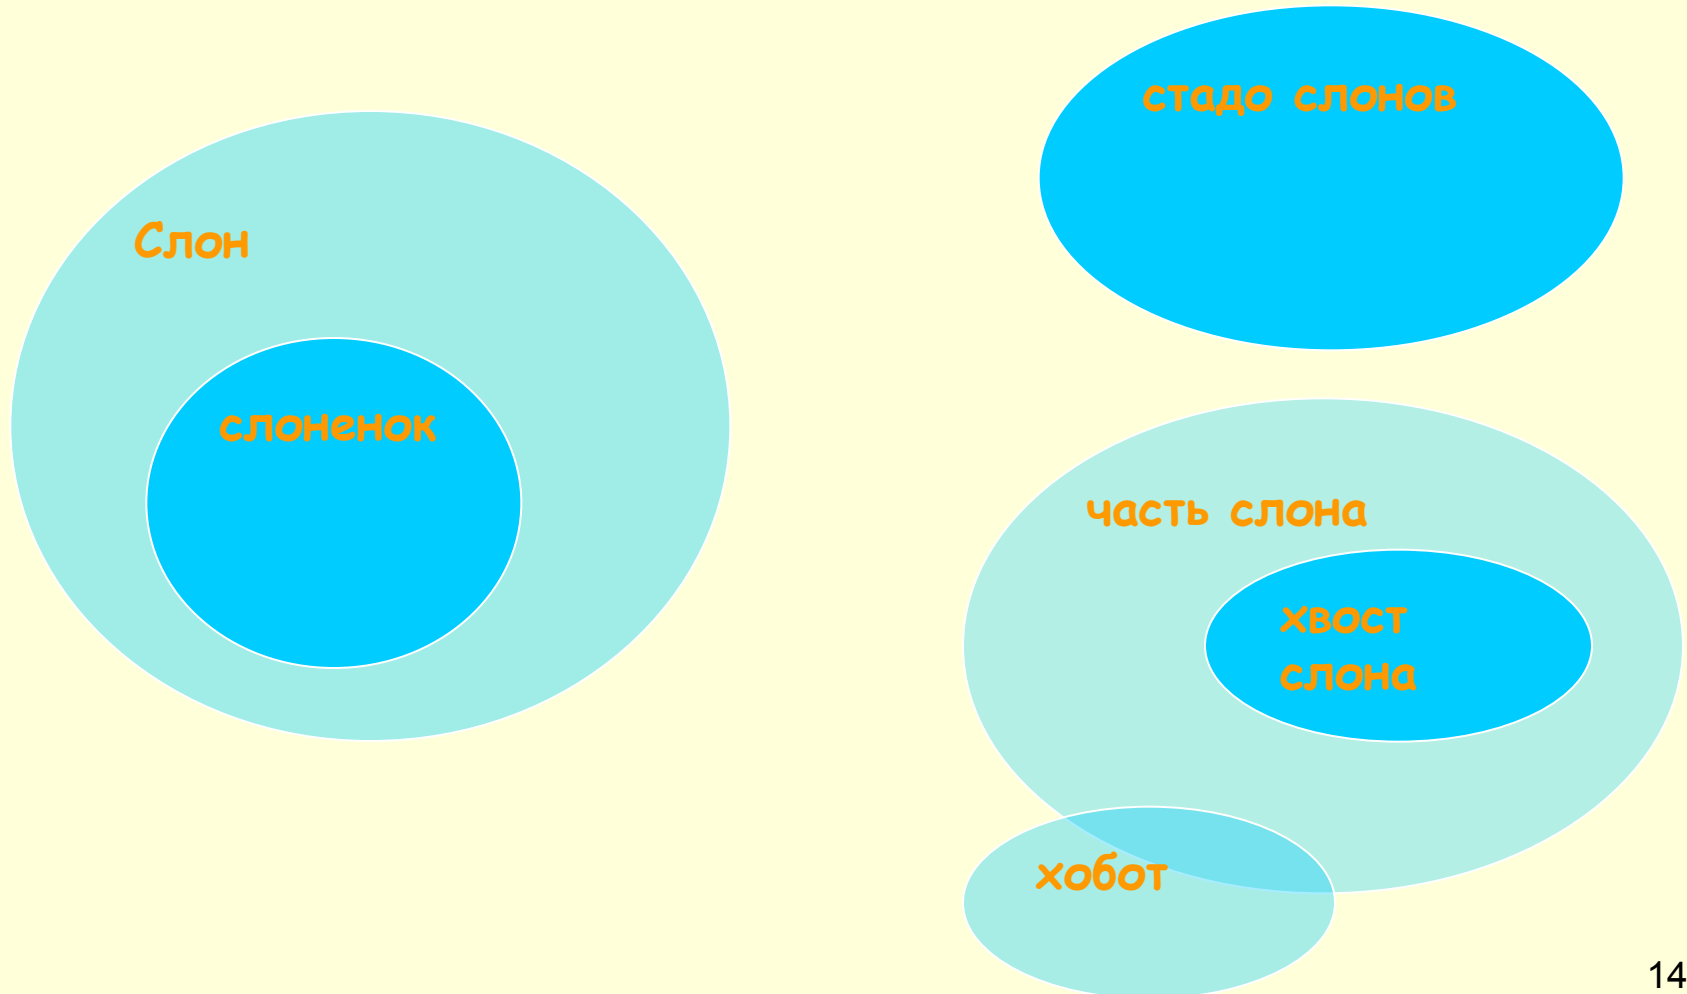 стадо слонов
Слон
слоненок
часть слона
хвост
слона
хобот
14